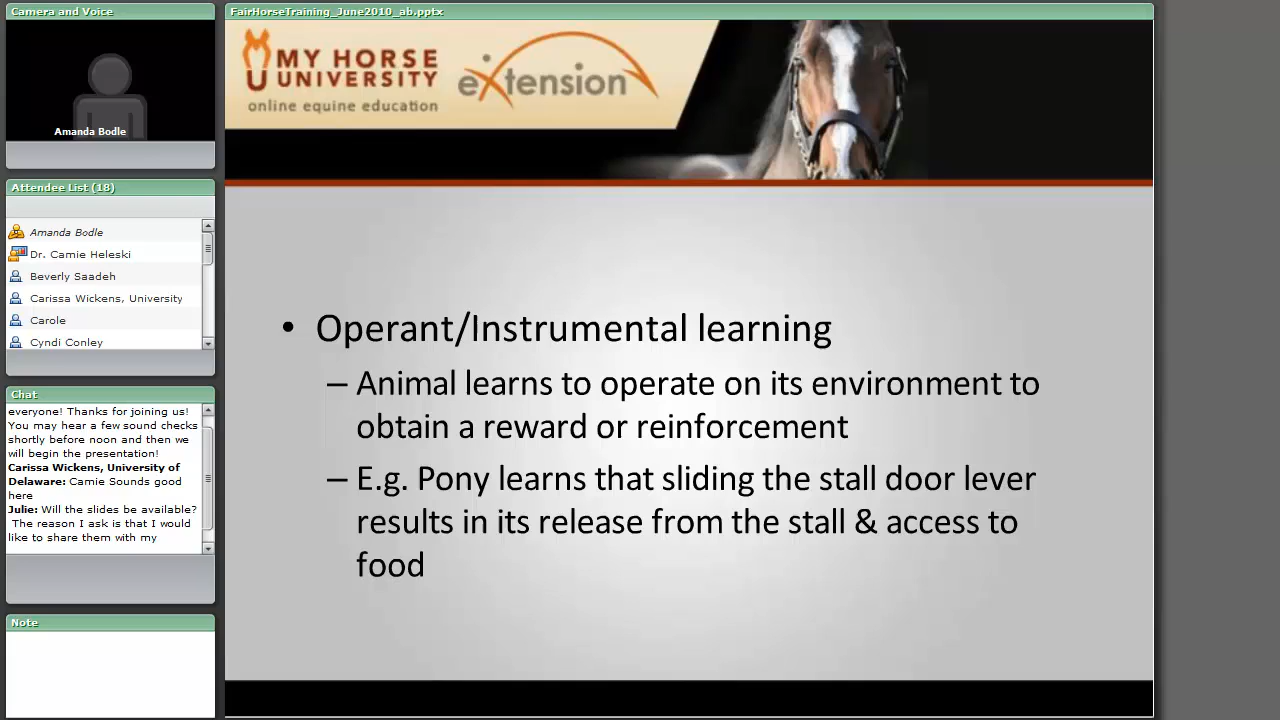 Camera and Voice
Amanda Bodle
Attendee List (18)
Amanda Bodle
Dr. Camie Heleski
Beverly Saadeh
Carissa Wickens, University
Carole
Cyndi Conley
Chat
everyone! Thanks for joining us!
You may hear a few sound checks
shortly before noon and then we
will begin the presentation!
Carissa Wickens, University of
Delaware: Camie Sounds good
here
Julie: Will the slides be available?
The reason I ask is that I would
like to share them with my
Note
FairHorseTraining_June2010_ab.pptx
MY HORSE
UNIVERSITY
online equine education
eXtension
• Operant/Instrumental learning
– Animal learns to operate on its environment to
obtain a reward or reinforcement
– E.g. Pony learns that sliding the stall door lever
results in its release from the stall & access to
food